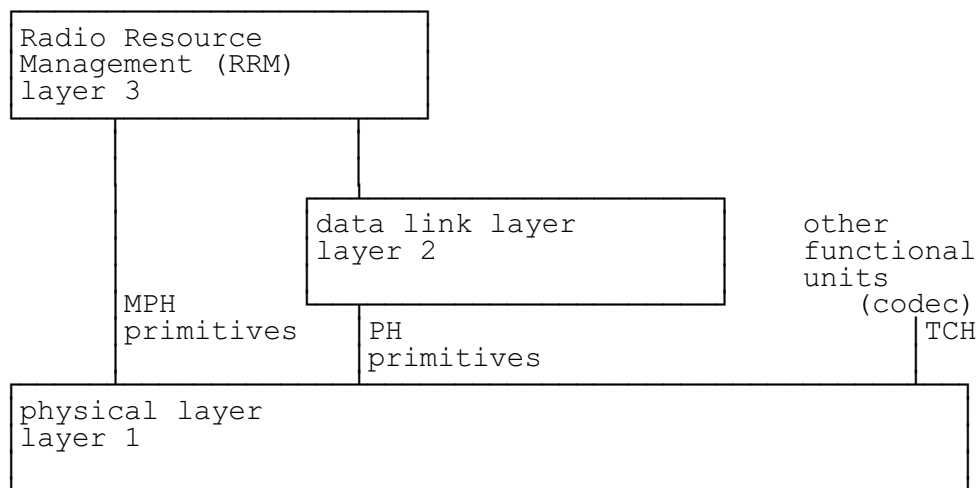 Radio Resource
Management (RRM)
layer 3
data link layer
layer 2
other
functional
units
(codec)
MPH
primitives
PH
primitives
TCH
physical layer
layer 1